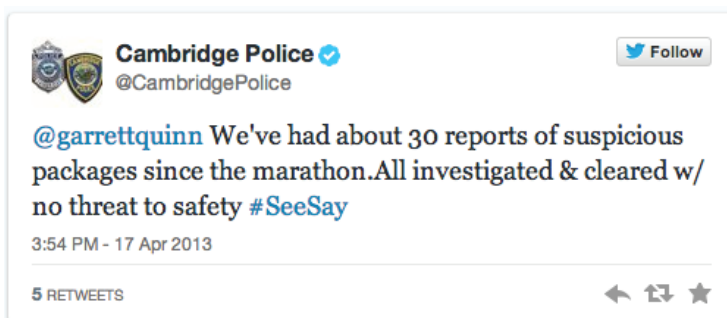 Cambridge Police
@CambridgePolice
Follow
@garrettquinn We've had about 30 reports of suspicious
packages since the marathon.All investigated & cleared w/
no threat to safety #SeeSay
3:54 PM - 17 Apr 2013
5 RETWEETS